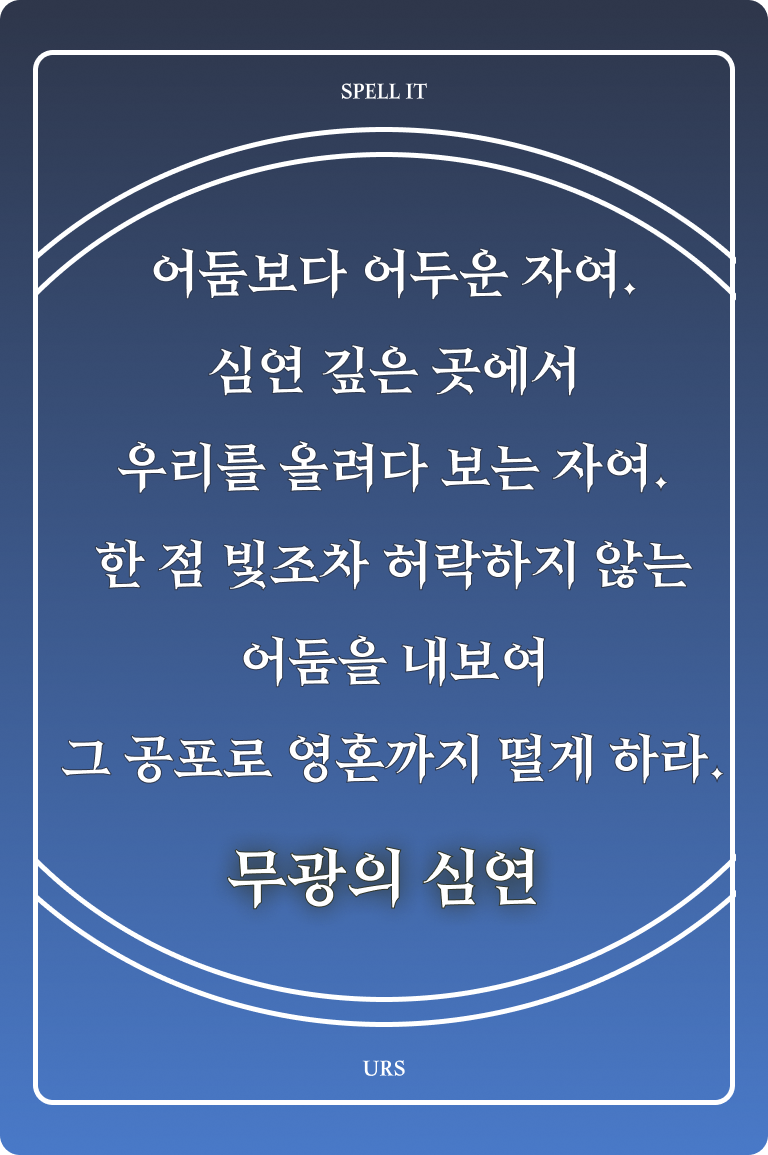 SPELL IT
어둠보다 어두운 자여.
심연 깊은 곳에서
우리를 올려다 보는 자여.
한 점 빛조차 허락하지 않는
어둠을 내보여
그 공포로 영혼까지 떨게 하라.
무광의 심연
URS